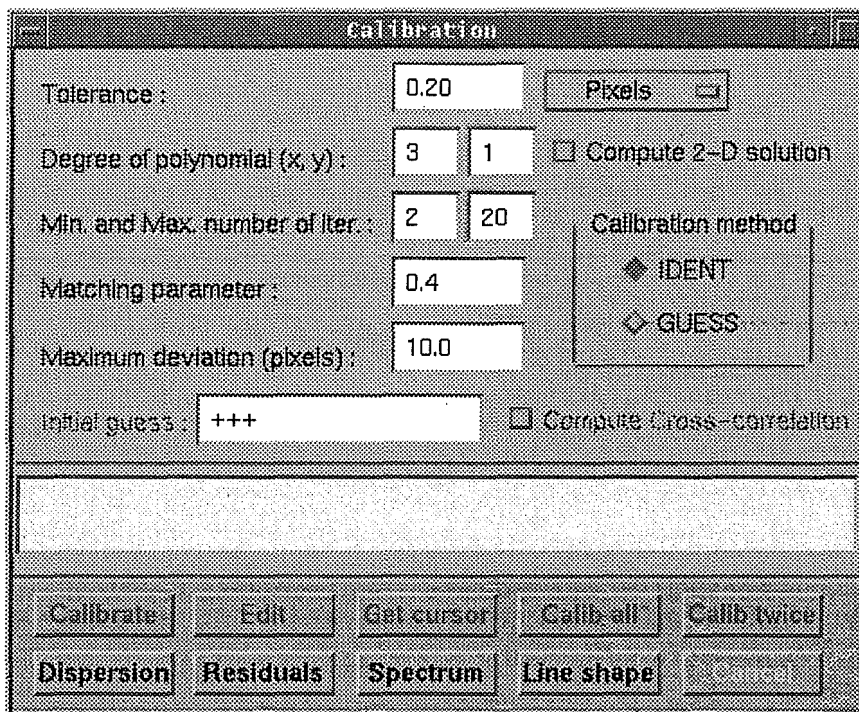 Calibration
Tolerance : 0.20 Pixels
Degree of polynomial (x, y) : 3 1 Compute 2-D solution
Min. and Max. number of iter. : 2 20 Calibration method
IDENT
Matching parameter : 0.4
GUESS
Maximum deviation (pixels) : 10.0
Initial guess : +++ Compute Cross-correlation
Calibrate Edit Get cursor Calib all Calib twice
Dispersion Residuals Spectrum Line shape